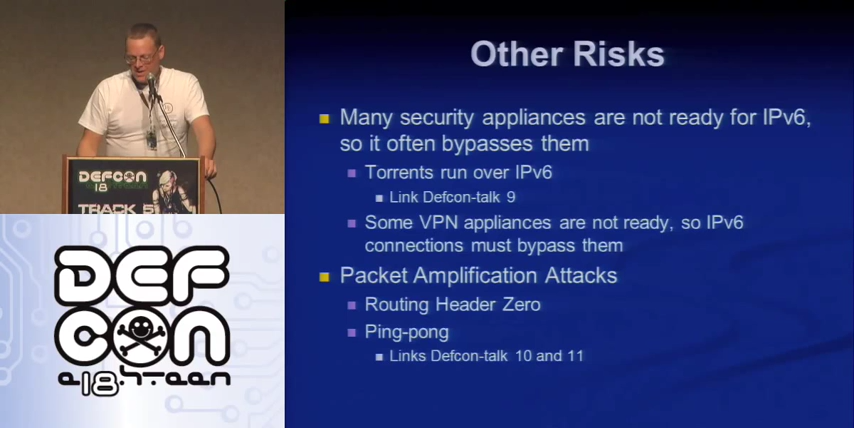 Other Risks
Many security appliances are not ready for IPv6,
so it often bypasses them
Torrents run over IPv6
Link Defcon-talk 9
Some VPN appliances are not ready, so IPv6
connections must bypass them
Packet Amplification Attacks
Routing Header Zero
Ping-pong
Links Defcon-talk 10 and 11
DEFCON
18
TRACK 5
DEF
CON